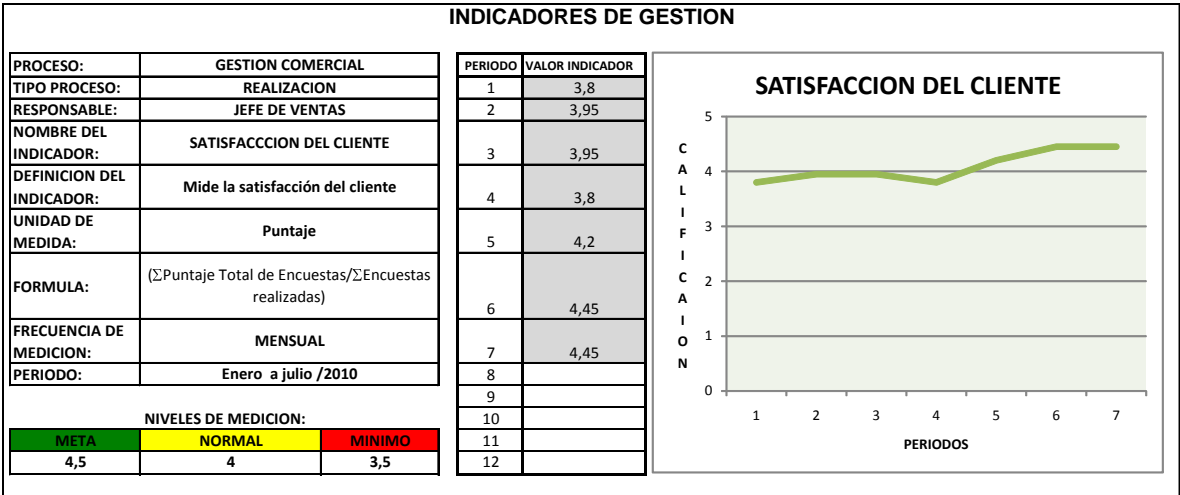 INDICADORES DE GESTION
PROCESO: GESTION COMERCIAL
TIPO PROCESO: REALIZACION
RESPONSABLE: JEFE DE VENTAS
NOMBRE DEL
INDICADOR:
SATISFACCCION DEL CLIENTE
DEFINICION DEL
INDICADOR:
Mide la satisfacción del cliente
UNIDAD DE
MEDIDA:
Puntaje
FORMULA:
(∑Puntaje Total de Encuestas/∑Encuestas
realizadas)
FRECUENCIA DE
MEDICION:
MENSUAL
PERIODO: Enero a julio /2010
NIVELES DE MEDICION:
META NORMAL MINIMO
4,5 4 3,5
PERIODO VALOR INDICADOR
1 3,8
2 3,95
3 3,95
4 3,8
5 4,2
6 4,45
7 4,45
8
9
10
11
12
SATISFACCION DEL CLIENTE
C
A
L
I
F
I
C
A
I
O
N
5
4
3
2
1
0
1 2 3 4 5 6 7
PERIODOS